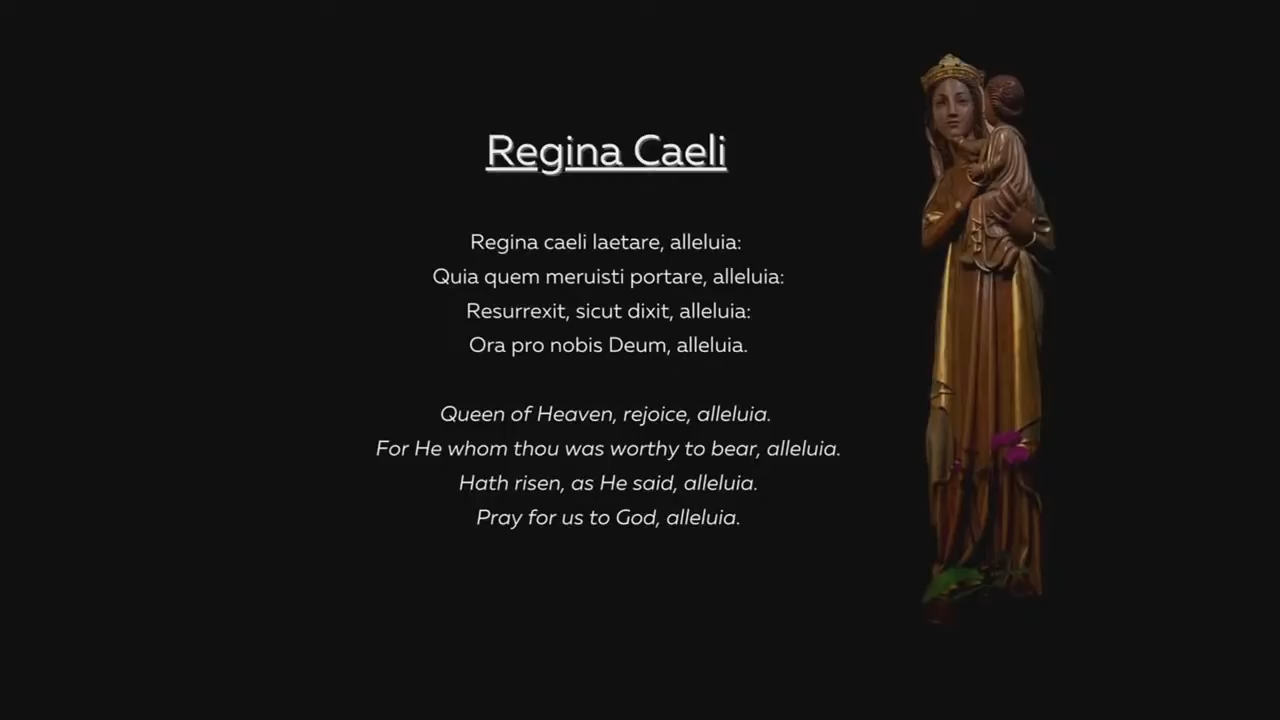 Regina Caeli
Regina caeli laetare, alleluia:
Quia quem meruisti portare, alleluia:
Resurrexit, sicut dixit, alleluia:
Ora pro nobis Deum, alleluia.
Queen of Heaven, rejoice, alleluia.
For He whom thou was worthy to bear, alleluia.
Hath risen, as He said, alleluia.
Pray for us to God, alleluia.